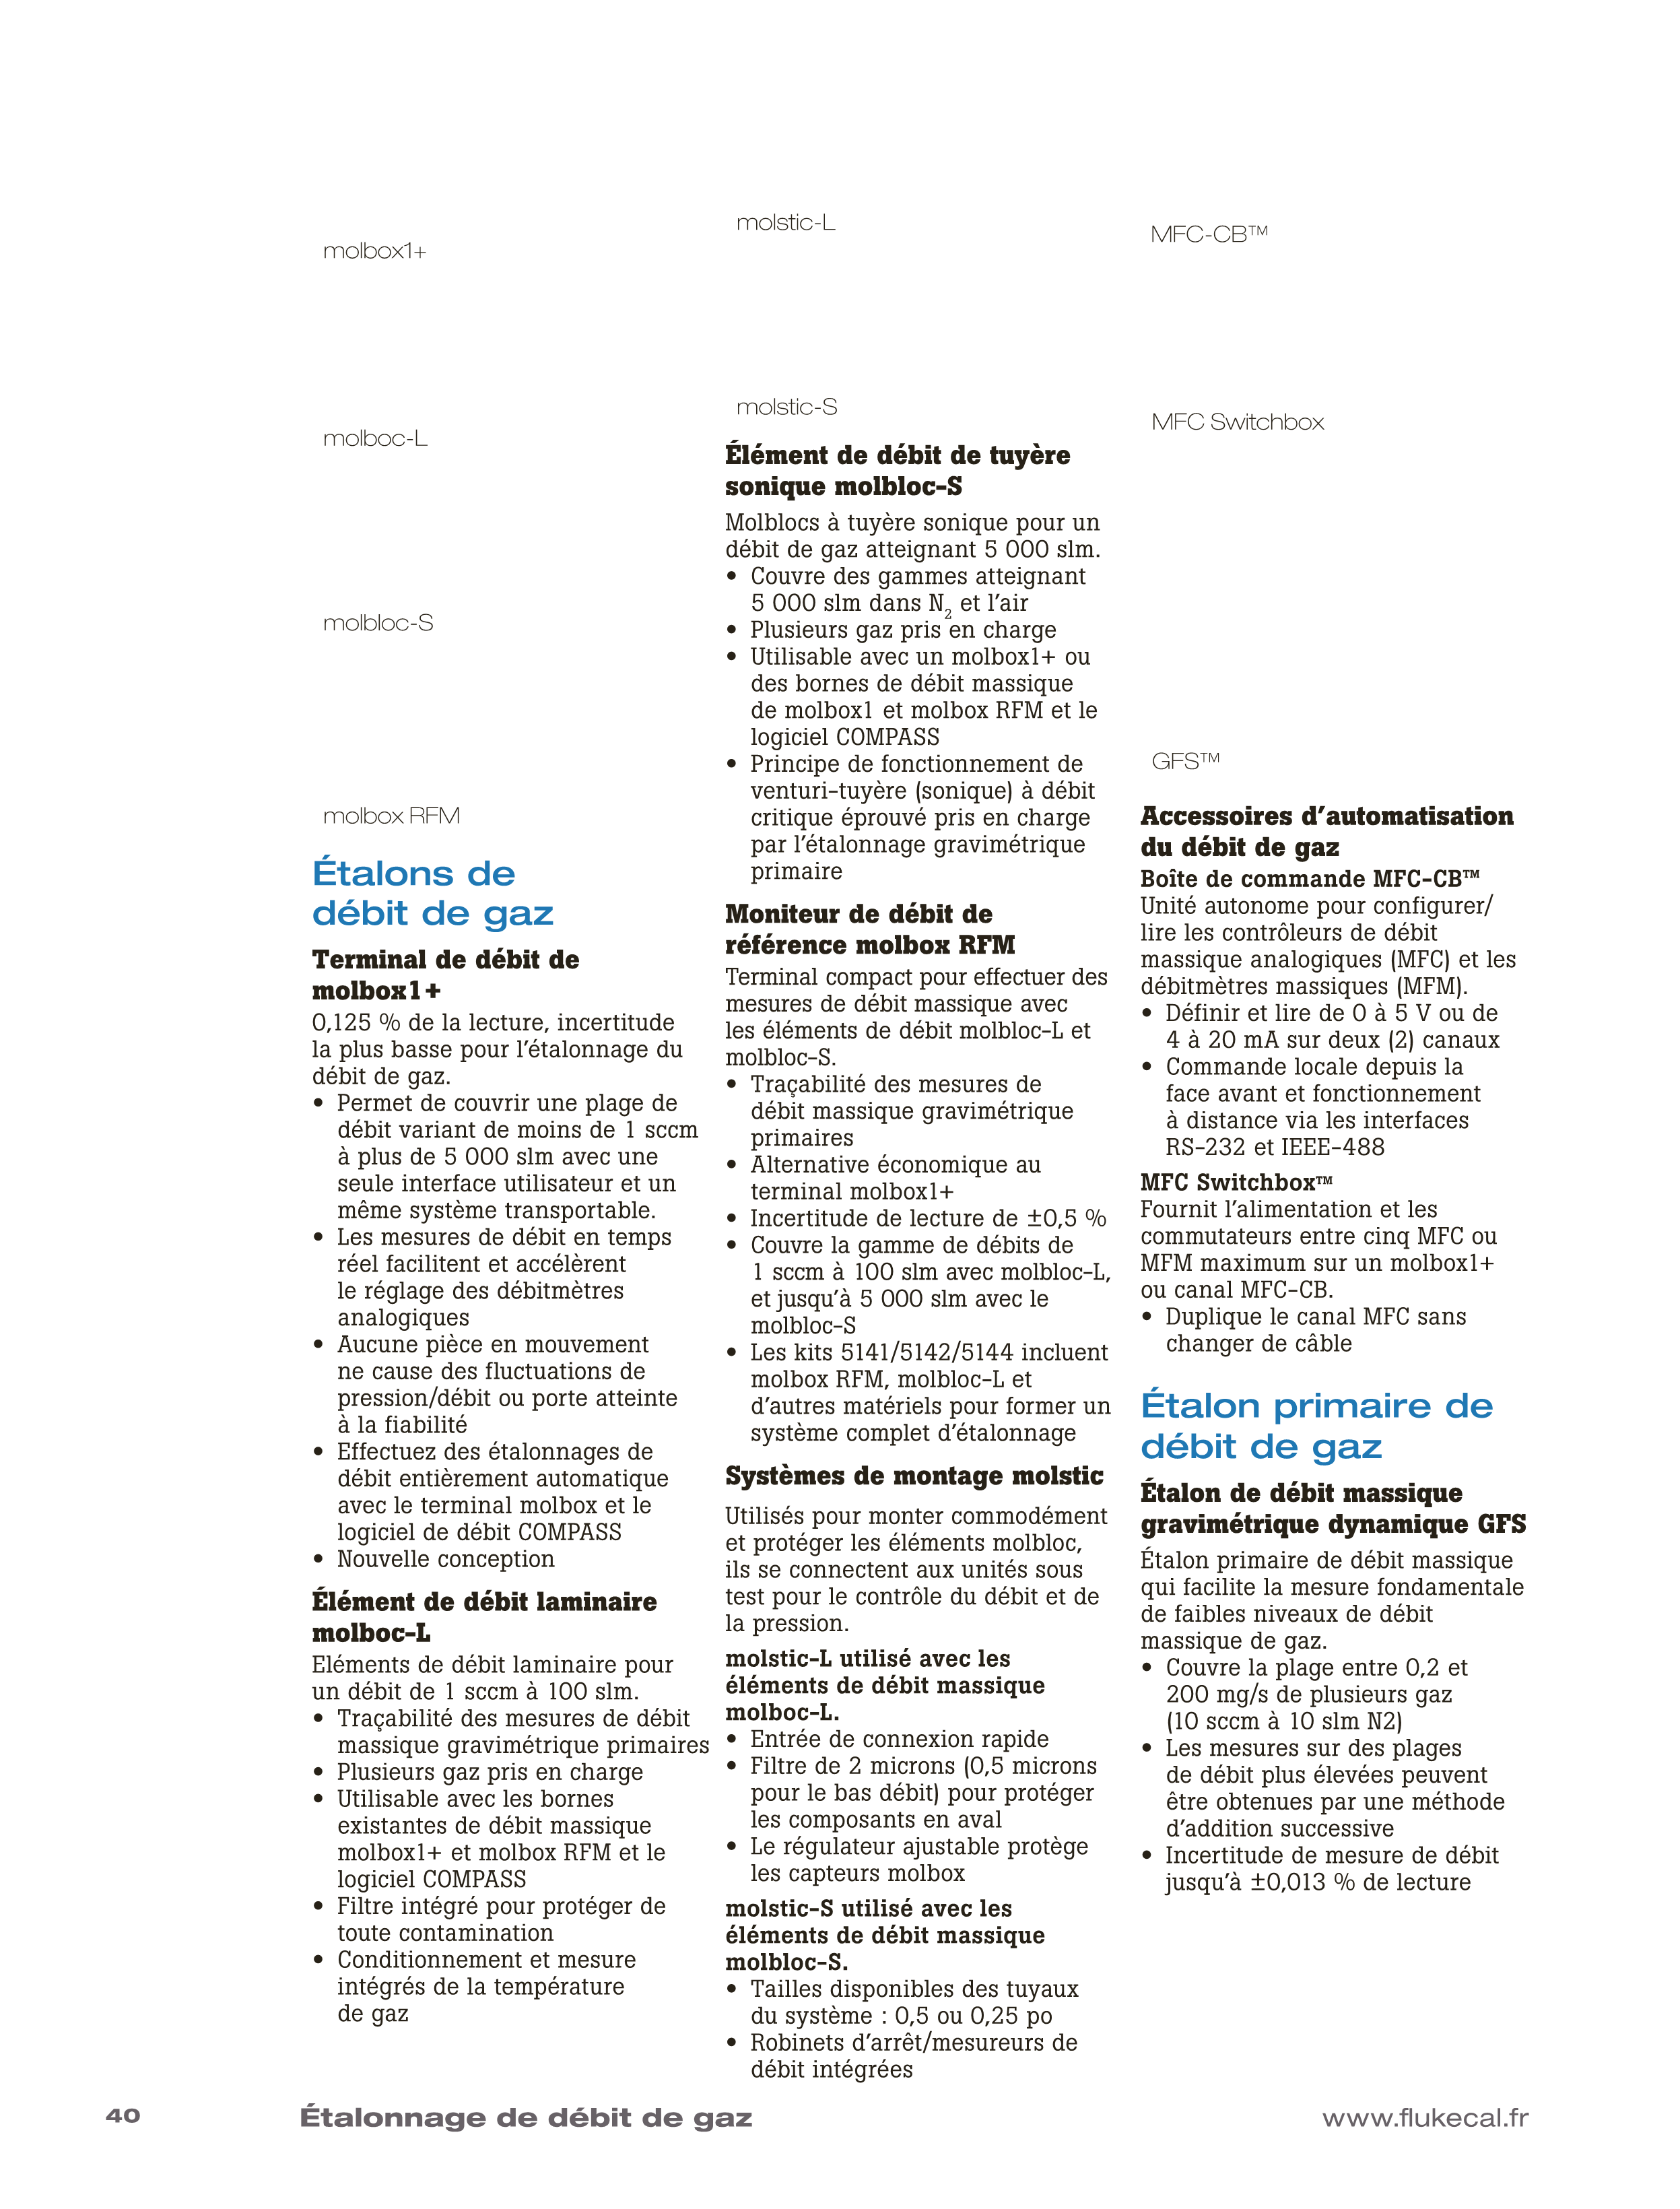 molbox1+
molboc-L
molbloc-S
molbox RFM
Étalons de
débit de gaz
Terminal de débit de
molbox1+
0,125 % de la lecture, incertitude
la plus basse pour l’étalonnage du
débit de gaz.
• Permet de couvrir une plage de
débit variant de moins de 1 sccm
à plus de 5 000 slm avec une
seule interface utilisateur et un
même système transportable.
• Les mesures de débit en temps
réel facilitent et accélèrent
le réglage des débitmètres
analogiques
• Aucune pièce en mouvement
ne cause des fluctuations de
pression/débit ou porte atteinte
à la fiabilité
• Effectuez des étalonnages de
débit entièrement automatique
avec le terminal molbox et le
logiciel de débit COMPASS
• Nouvelle conception
Élément de débit laminaire
molboc-L
Eléments de débit laminaire pour
un débit de 1 sccm à 100 slm.
• Traçabilité des mesures de débit
massique gravimétrique primaires
• Plusieurs gaz pris en charge
• Utilisable avec les bornes
existantes de débit massique
molbox1+ et molbox RFM et le
logiciel COMPASS
• Filtre intégré pour protéger de
toute contamination
• Conditionnement et mesure
intégrés de la température
de gaz
molstic-L
molstic-S
Élément de débit de tuyère
sonique molbloc-S
Molblocs à tuyère sonique pour un
débit de gaz atteignant 5 000 slm.
• Couvre des gammes atteignant
5 000 slm dans N2 et l’air
• Plusieurs gaz pris en charge
• Utilisable avec un molbox1+ ou
des bornes de débit massique
de molbox1 et molbox RFM et le
logiciel COMPASS
• Principe de fonctionnement de
venturi-tuyère (sonique) à débit
critique éprouvé pris en charge
par l’étalonnage gravimétrique
primaire
Moniteur de débit de
référence molbox RFM
Terminal compact pour effectuer des
mesures de débit massique avec
les éléments de débit molbloc-L et
molbloc-S.
• Traçabilité des mesures de
débit massique gravimétrique
primaires
• Alternative économique au
terminal molbox1+
• Incertitude de lecture de ±0,5 %
• Couvre la gamme de débits de
1 sccm à 100 slm avec molbloc-L,
et jusqu’à 5 000 slm avec le
molbloc-S
• Les kits 5141/5142/5144 incluent
molbox RFM, molbloc-L et
d’autres matériels pour former un
système complet d’étalonnage
Systèmes de montage molstic
Utilisés pour monter commodément
et protéger les éléments molbloc,
ils se connectent aux unités sous
test pour le contrôle du débit et de
la pression.
molstic-L utilisé avec les
éléments de débit massique
molboc-L.
• Entrée de connexion rapide
• Filtre de 2 microns (0,5 microns
pour le bas débit) pour protéger
les composants en aval
• Le régulateur ajustable protège
les capteurs molbox
molstic-S utilisé avec les
éléments de débit massique
molbloc-S.
• Tailles disponibles des tuyaux
du système : 0,5 ou 0,25 po
• Robinets d’arrêt/mesureurs de
débit intégrées
MFC-CB™
MFC Switchbox
GFS™
Accessoires d’automatisation
du débit de gaz
Boîte de commande MFC-CB™
Unité autonome pour configurer/
lire les contrôleurs de débit
massique analogiques (MFC) et les
débitmètres massiques (MFM).
• Définir et lire de 0 à 5 V ou de
4 à 20 mA sur deux (2) canaux
• Commande locale depuis la
face avant et fonctionnement
à distance via les interfaces
RS-232 et IEEE-488
MFC Switchbox™
Fournit l’alimentation et les
commutateurs entre cinq MFC ou
MFM maximum sur un molbox1+
ou canal MFC-CB.
• Duplique le canal MFC sans
changer de câble
Étalon primaire de
débit de gaz
Étalon de débit massique
gravimétrique dynamique GFS
Étalon primaire de débit massique
qui facilite la mesure fondamentale
de faibles niveaux de débit
massique de gaz.
• Couvre la plage entre 0,2 et
200 mg/s de plusieurs gaz
(10 sccm à 10 slm N2)
• Les mesures sur des plages
de débit plus élevées peuvent
être obtenues par une méthode
d’addition successive
• Incertitude de mesure de débit
jusqu’à ±0,013 % de lecture
40
Étalonnage de débit de gaz
www.flukecal.fr